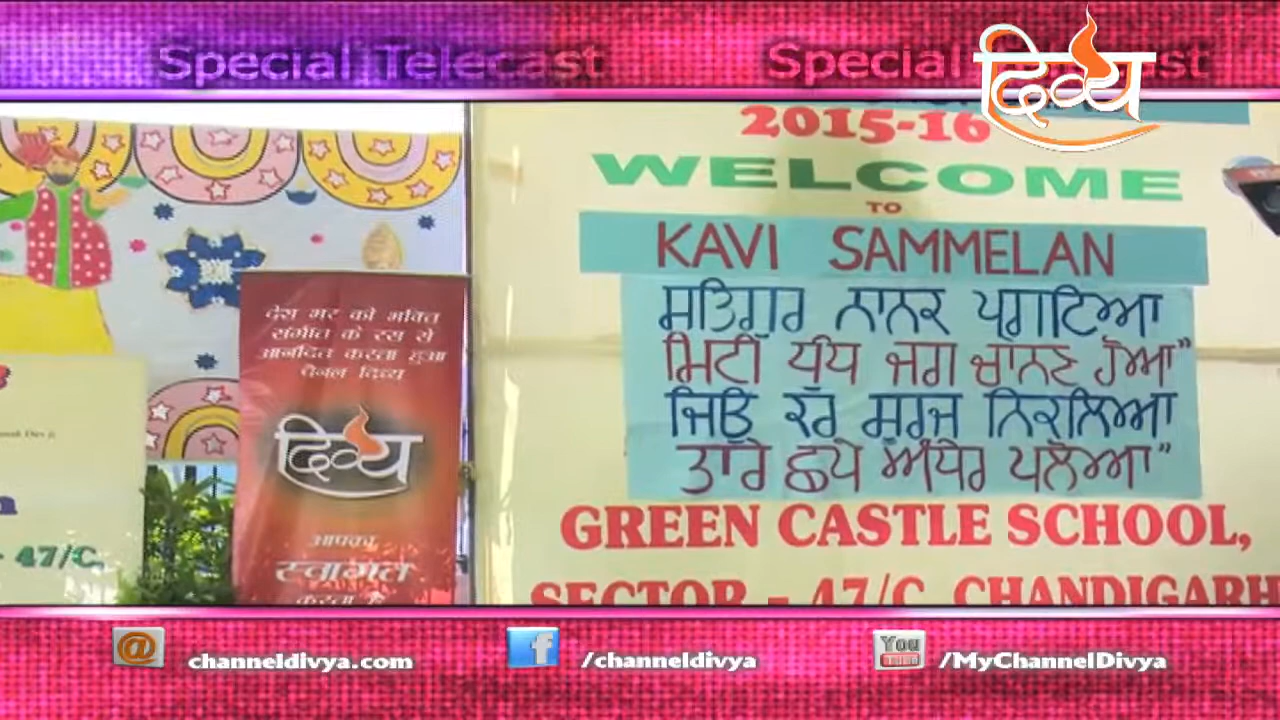 Special Telecast
Special
दिव्य
2015-16
WELCOME
TO
KAVI SAMMELAN
ਸਤਿਗੁਰ ਨਾਨਕ ਪ੍ਰਗਟਿਆ
ਮਿਟੀ ਧੁੰਧ ਜਗ ਚਾਨਣ ਹੋਆ"
ਜਿਉਂ ਕਰ ਸੂਰਜ ਨਿਕਲਿਆ
ਤਾਰੇ ਛਪੇ ਅੰਧੇਰ ਪਲੋਆ"
GREEN CASTLE SCHOOL,
SECTOR - 47/C, CHANDIGARH
देश भर को भक्ति
संगीत के रस से
आनंदित करता हुआ
चैनल दिव्य
दिव्य
आपका
स्वागत
करता है
- 47/C,
channeldivya.com
/channeldivya
You
/MyChannelDivya